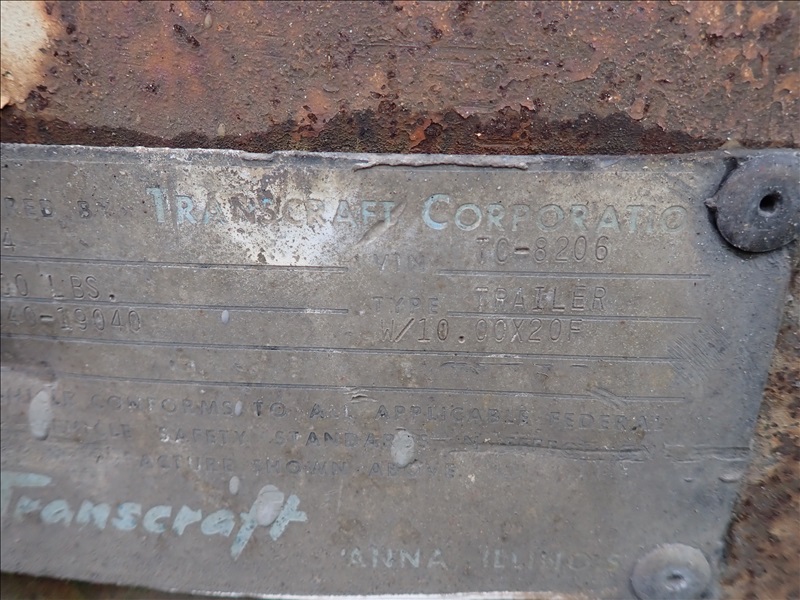 RED BY TRANSCRAFT CORPORATIO
4 VIN TC-8206
00 LBS. TYPE TRAILER
40-19040 W/10.00X20F
CONFORMS TO ALL APPLICABLE FEDERAL
SAFETY STANDARDS
ACTURE SHOWN ABOVE
Transcraft
ANNA ILLINOIS